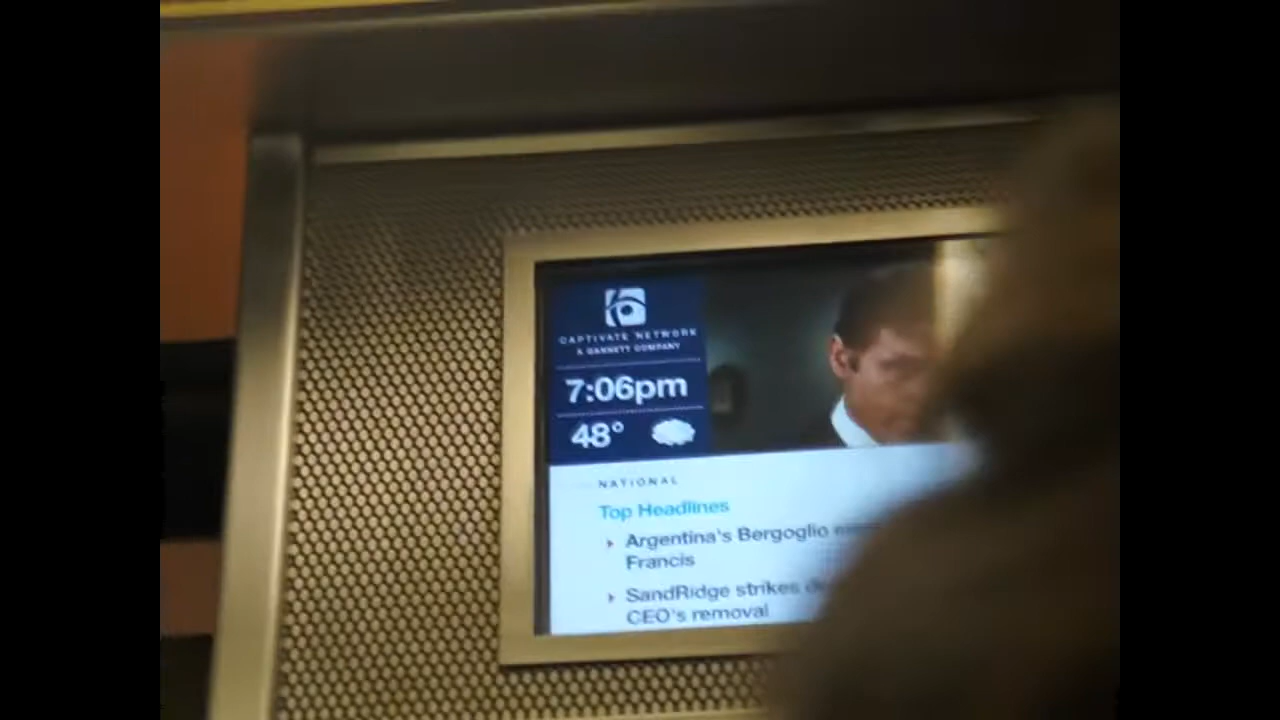 CAPTIVATE NETWORK
A GANNETT COMPANY
7:06pm
48°
NATIONAL
Top Headlines
Argentina's Bergoglio
Francis
SandRidge strikes
CEO's removal